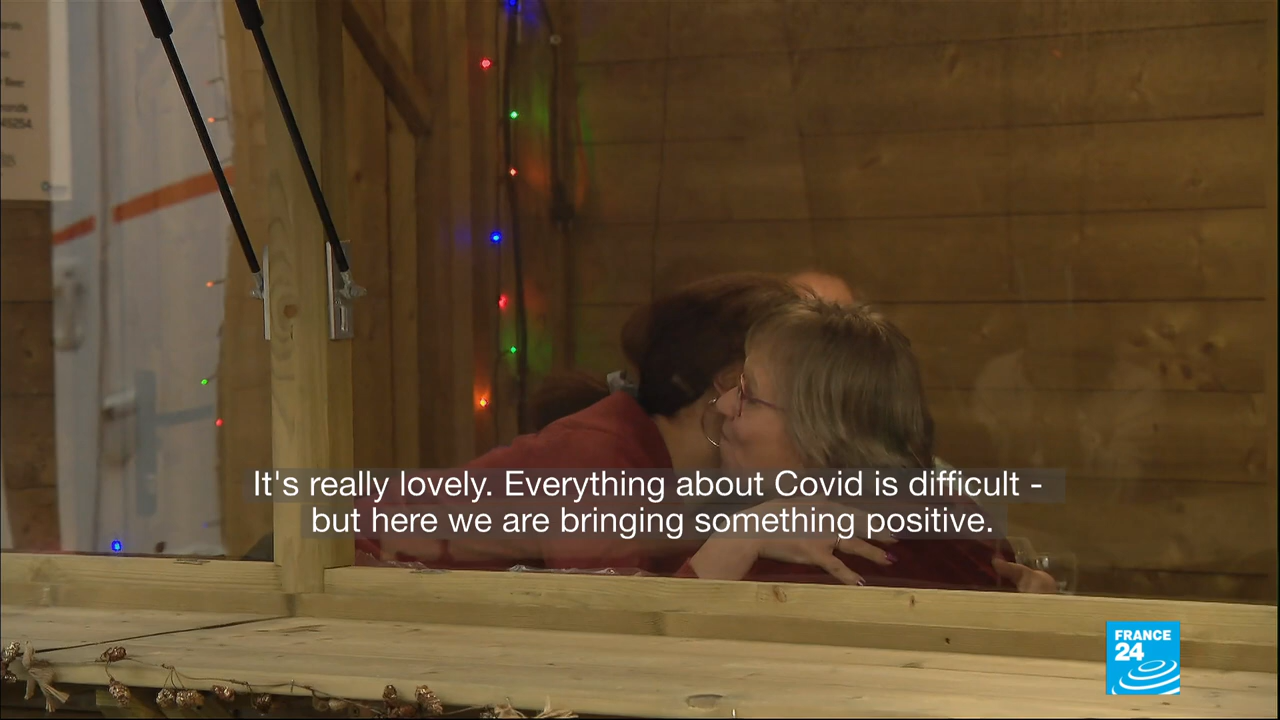 It's really lovely. Everything about Covid is difficult -
but here we are bringing something positive.
FRANCE
24